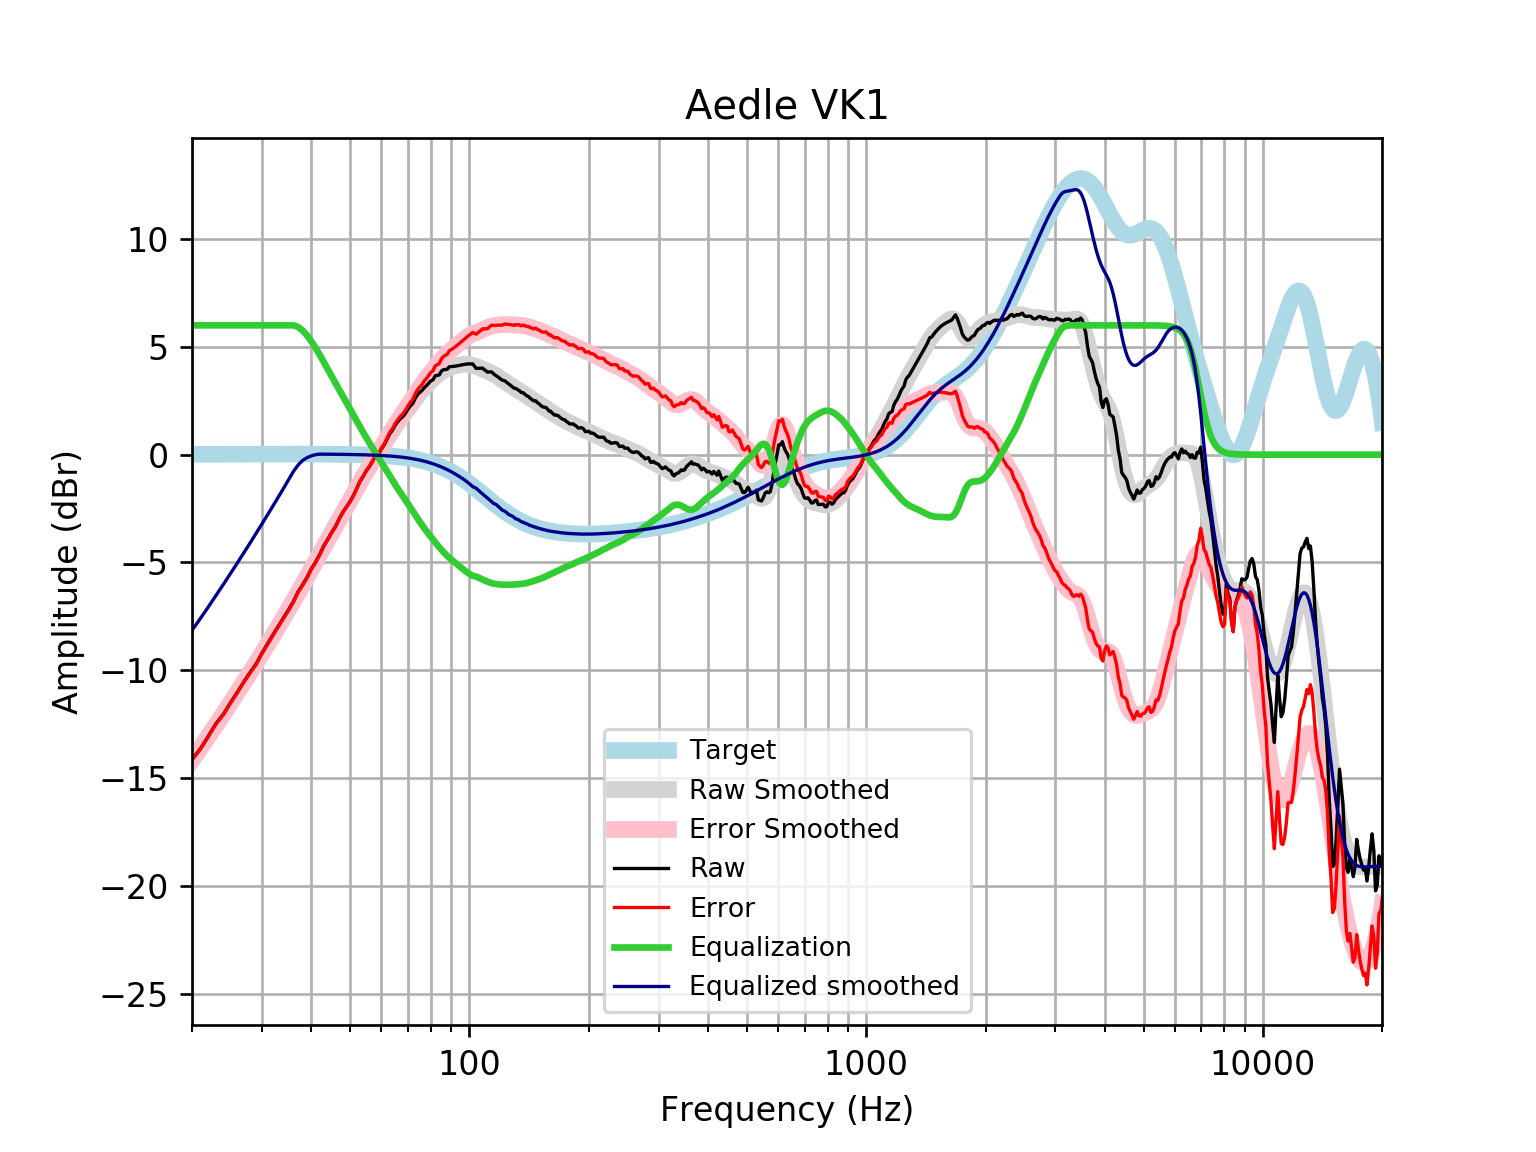 Aedle VK1
Amplitude (dBr)
10
5
0
−5
−10
−15
−20
−25
Target
Raw Smoothed
Error Smoothed
Raw
Error
Equalization
Equalized smoothed
100
1000
10000
Frequency (Hz)